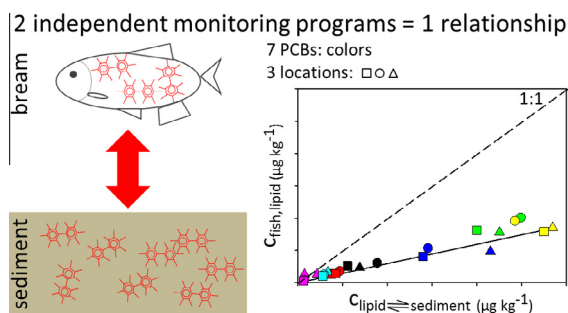 2 independent monitoring programs = 1 relationship
bream
sediment
7 PCBs: colors
3 locations: □○△
1:1
Cfish,lipid (µg kg-1)
Clipid⇌sediment (µg kg-1)